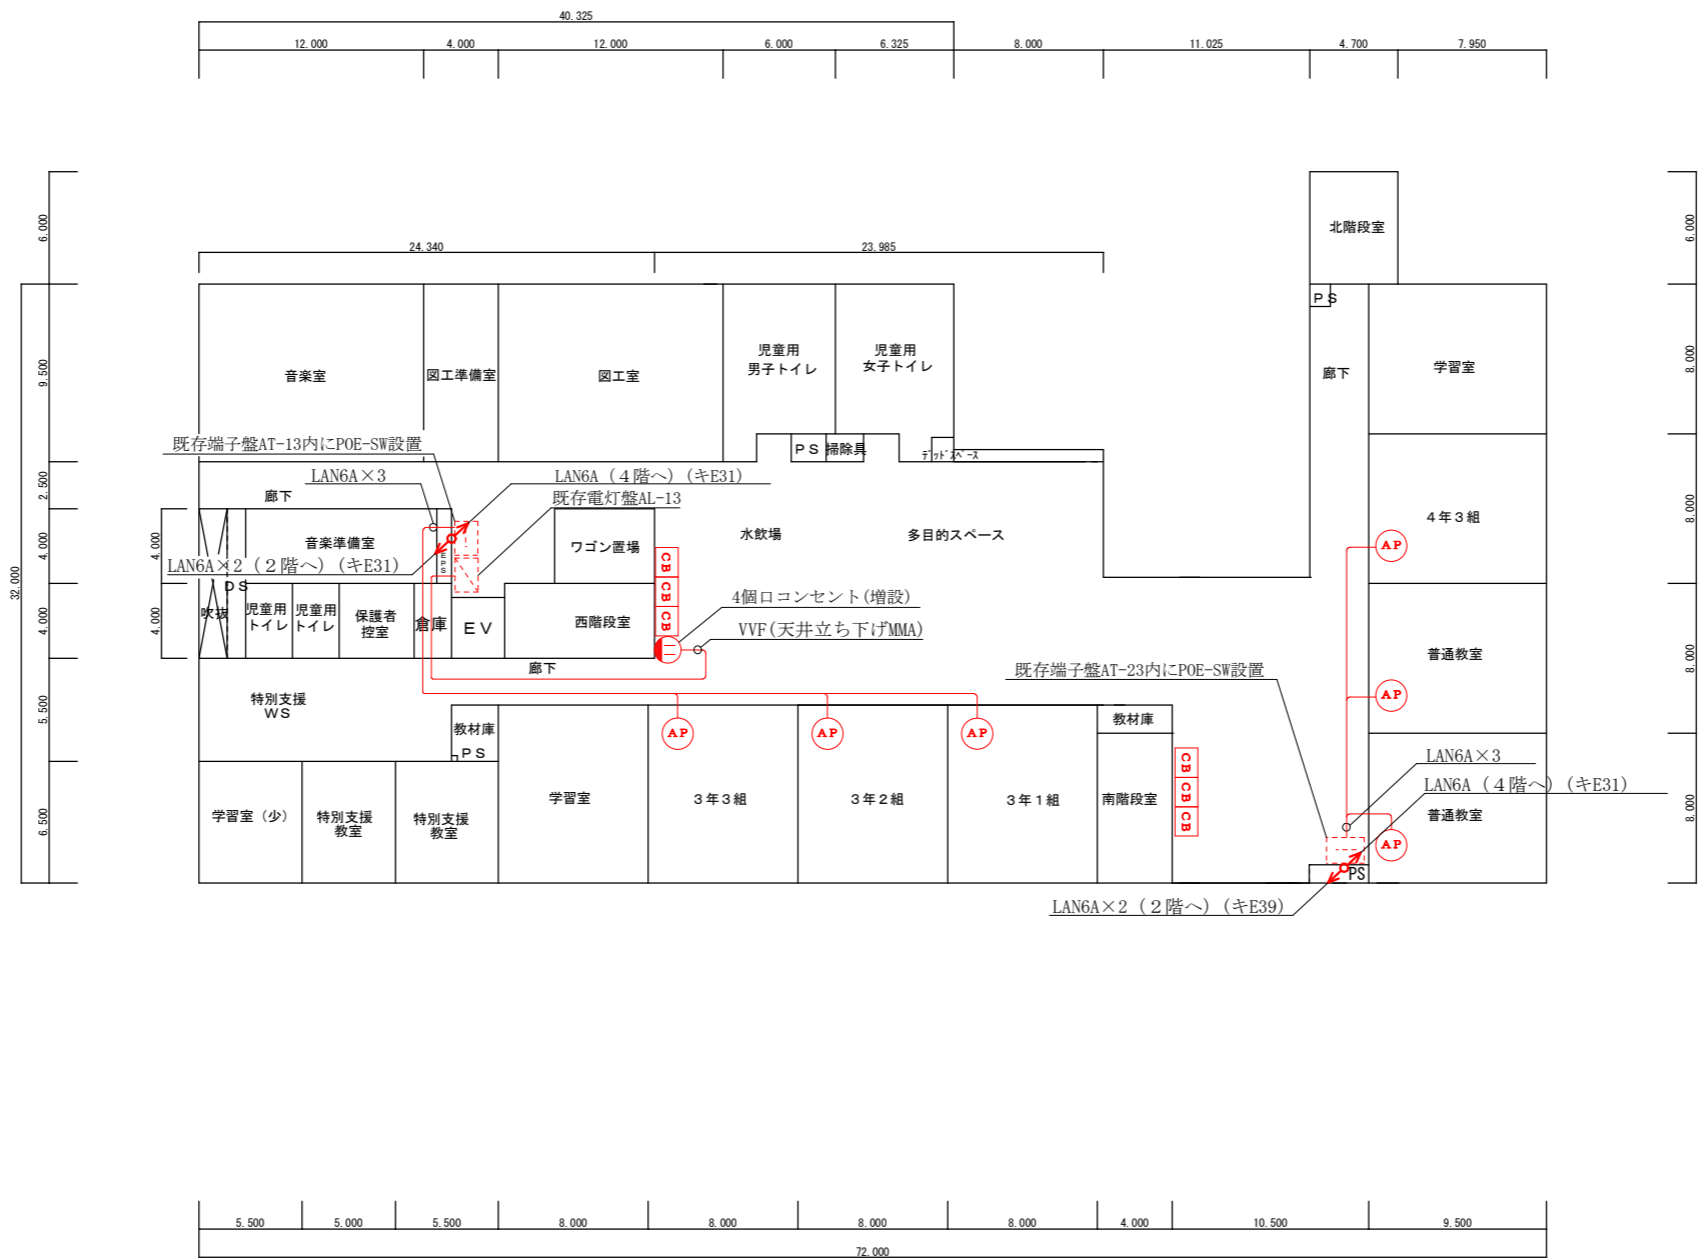 40.325
12.000
4.000
12.000
6.000
6.325
8.000
11.025
4.700
7.950
6.000
9.500
2.500
4.000
4.000
5.500
6.500
32.000
4.000
4.000
6.000
8.000
8.000
8.000
8.000
24.340
23.985
北階段室
PS
音楽室
図工準備室
図工室
児童用
男子トイレ
児童用
女子トイレ
廊下
学習室
既存端子盤AT-13内にPOE-SW設置
PS
掃除具
デッドスペース
LAN6A×3
LAN6A（4階へ）（キE31）
廊下
既存電灯盤AL-13
4年3組
音楽準備室
EPS
ワゴン置場
水飲場
多目的スペース
AP
CB
CB
CB
LAN6A×2（2階へ）（キE31）
DS
吹抜
児童用
トイレ
児童用
トイレ
保護者
控室
倉庫
EV
西階段室
4個口コンセント(増設)
VVF(天井立ち下げMMA)
廊下
普通教室
既存端子盤AT-23内にPOE-SW設置
特別支援
WS
AP
教材庫
PS
AP
AP
AP
教材庫
CB
CB
CB
LAN6A×3
LAN6A（4階へ）（キE31）
学習室（少）
特別支援
教室
特別支援
教室
学習室
3年3組
3年2組
3年1組
南階段室
普通教室
AP
PS
LAN6A×2（2階へ）（キE39）
5.500
5.000
5.500
8.000
8.000
8.000
8.000
4.000
10.500
9.500
72.000